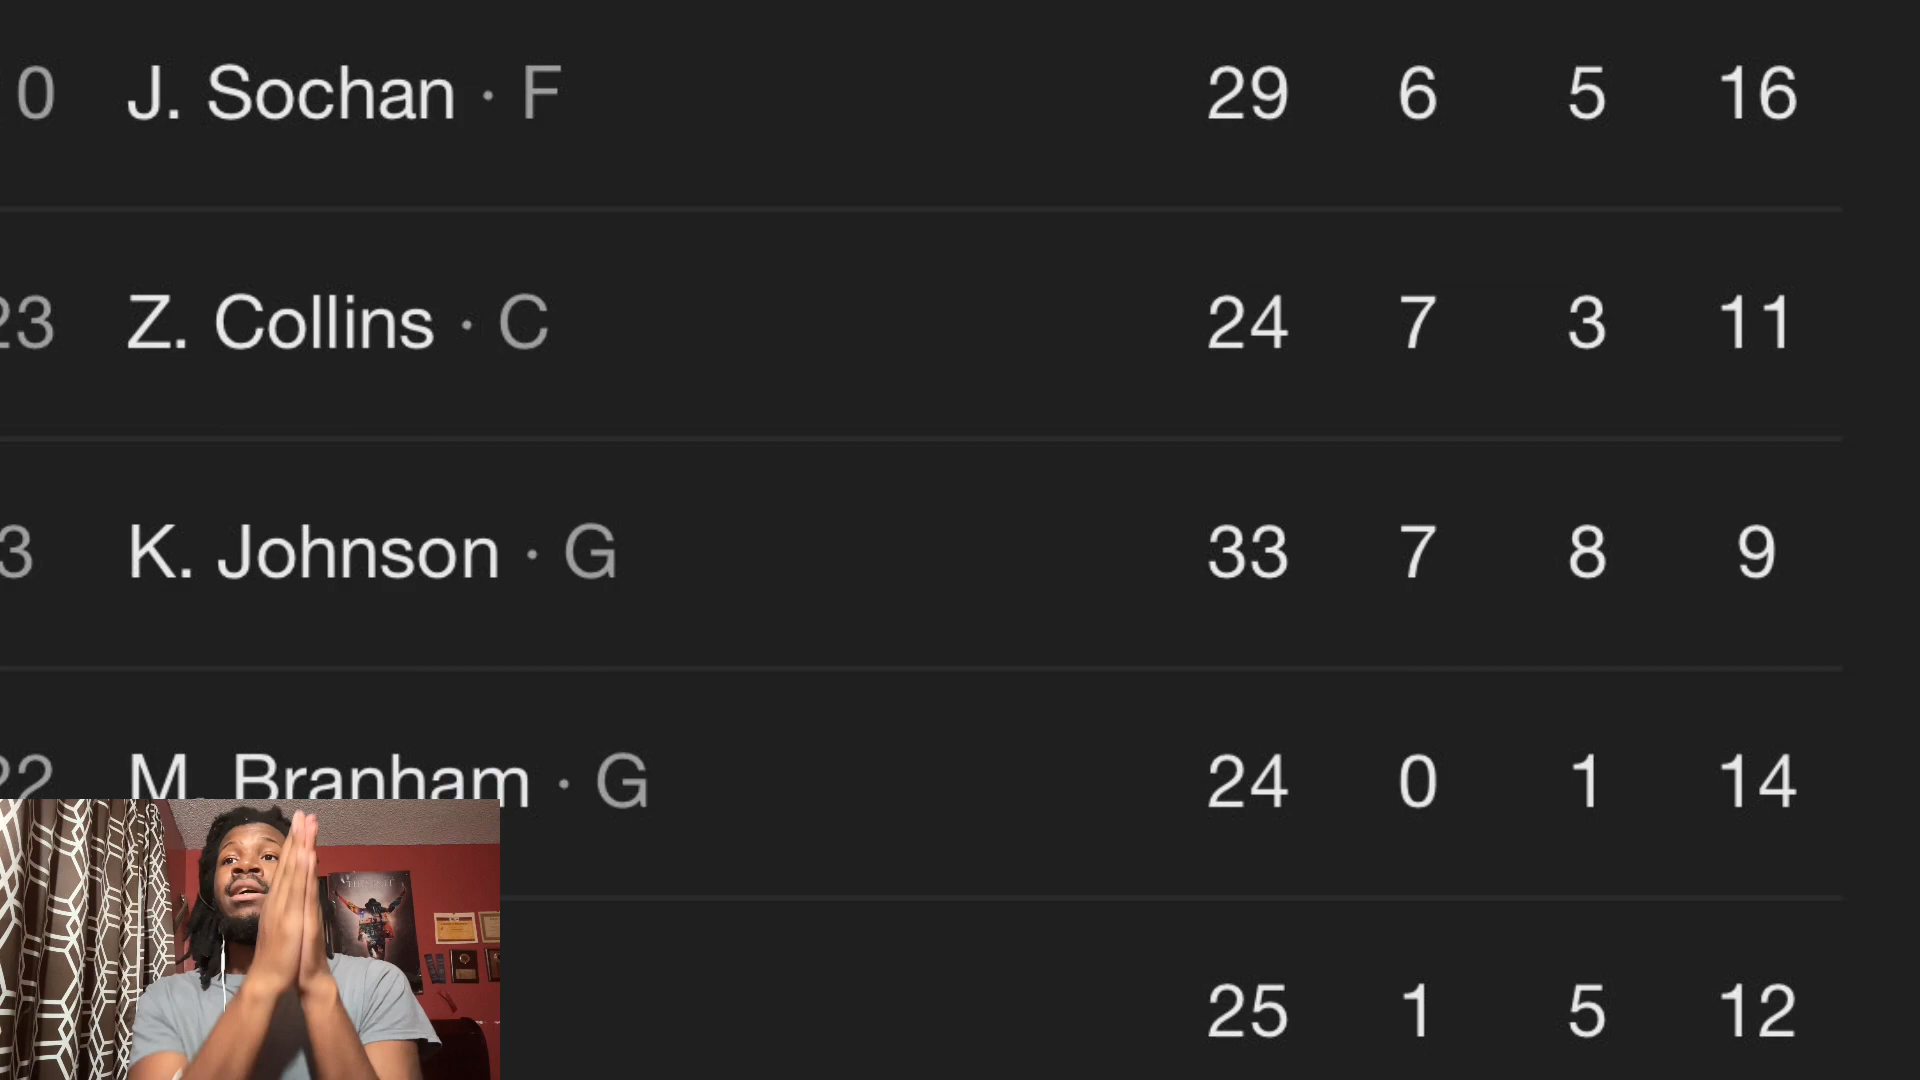 0 J. Sochan · F 29 6 5 16
23 Z. Collins · C 24 7 3 11
3 K. Johnson · G 33 7 8 9
22 M. Branham · G 24 0 1 14
25 1 5 12